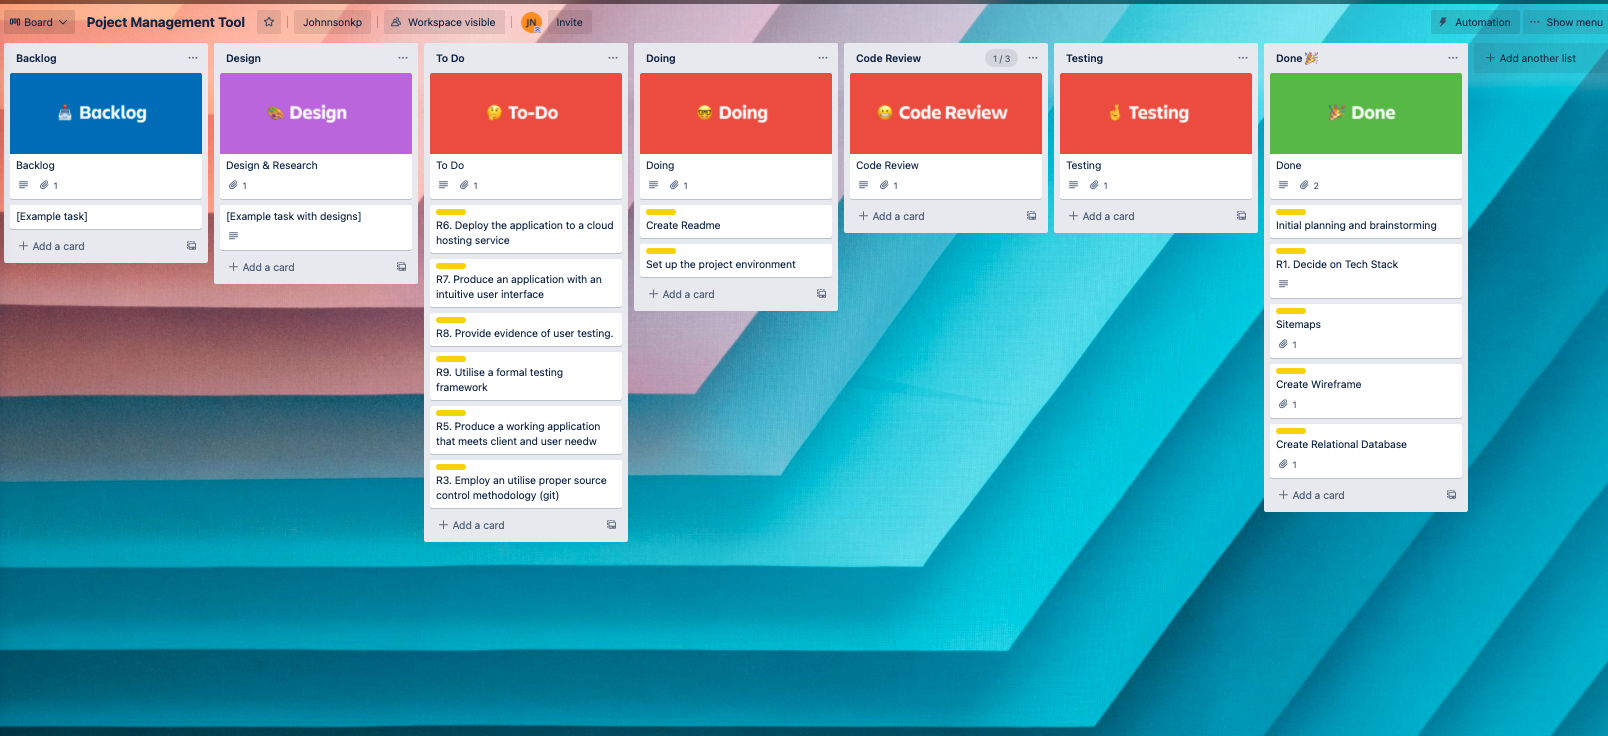 Board
Poject Management Tool
Johnnsonkp
Workspace visible
JN
Invite
Automation
Show menu
Backlog
Backlog
Backlog
1
[Example task]
Add a card
Design
Design
Design & Research
1
[Example task with designs]
Add a card
To Do
To-Do
To Do
1
R6. Deploy the application to a cloud
hosting service
R7. Produce an application with an
intuitive user interface
R8. Provide evidence of user testing.
R9. Utilise a formal testing
framework
R5. Produce a working application
that meets client and user needw
R3. Employ an utilise proper source
control methodology (git)
Add a card
Doing
Doing
Doing
1
Create Readme
Set up the project environment
Add a card
Code Review
1 / 3
Code Review
Code Review
1
Add a card
Testing
Testing
Testing
1
Add a card
Done 🎉
Done
Done
2
Initial planning and brainstorming
R1. Decide on Tech Stack
Sitemaps
1
Create Wireframe
1
Create Relational Database
1
Add a card
Add another list